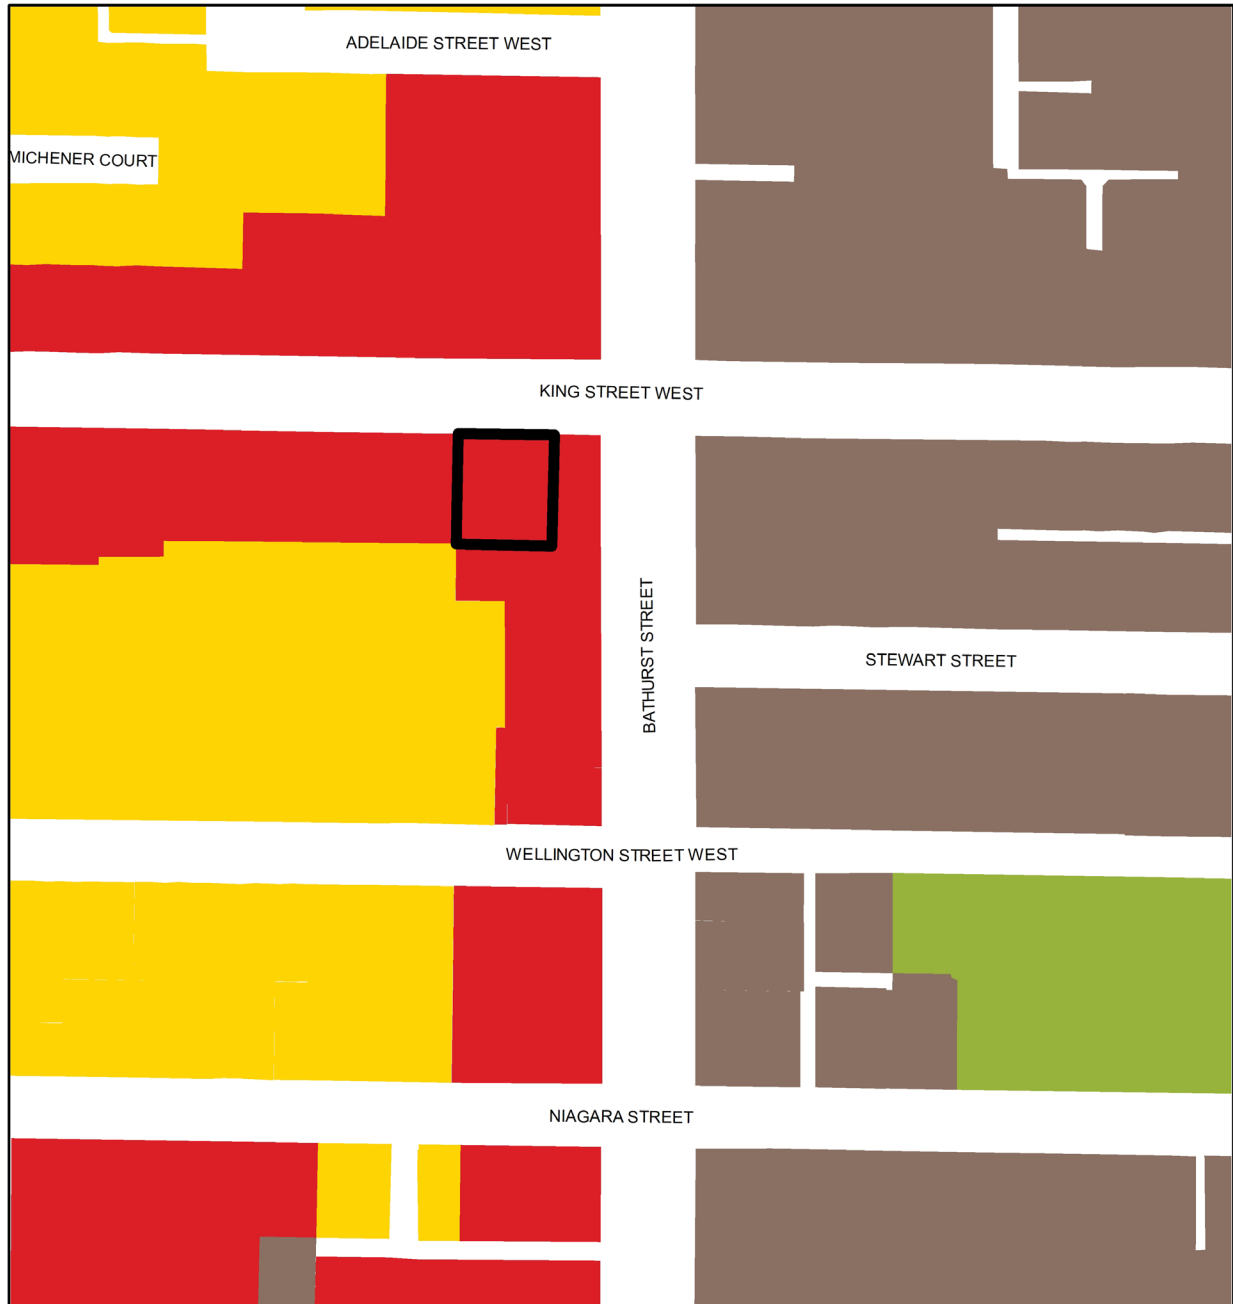 ADELAIDE STREET WEST
MICHENER COURT
KING STREET WEST
BATHURST STREET
STEWART STREET
WELLINGTON STREET WEST
NIAGARA STREET